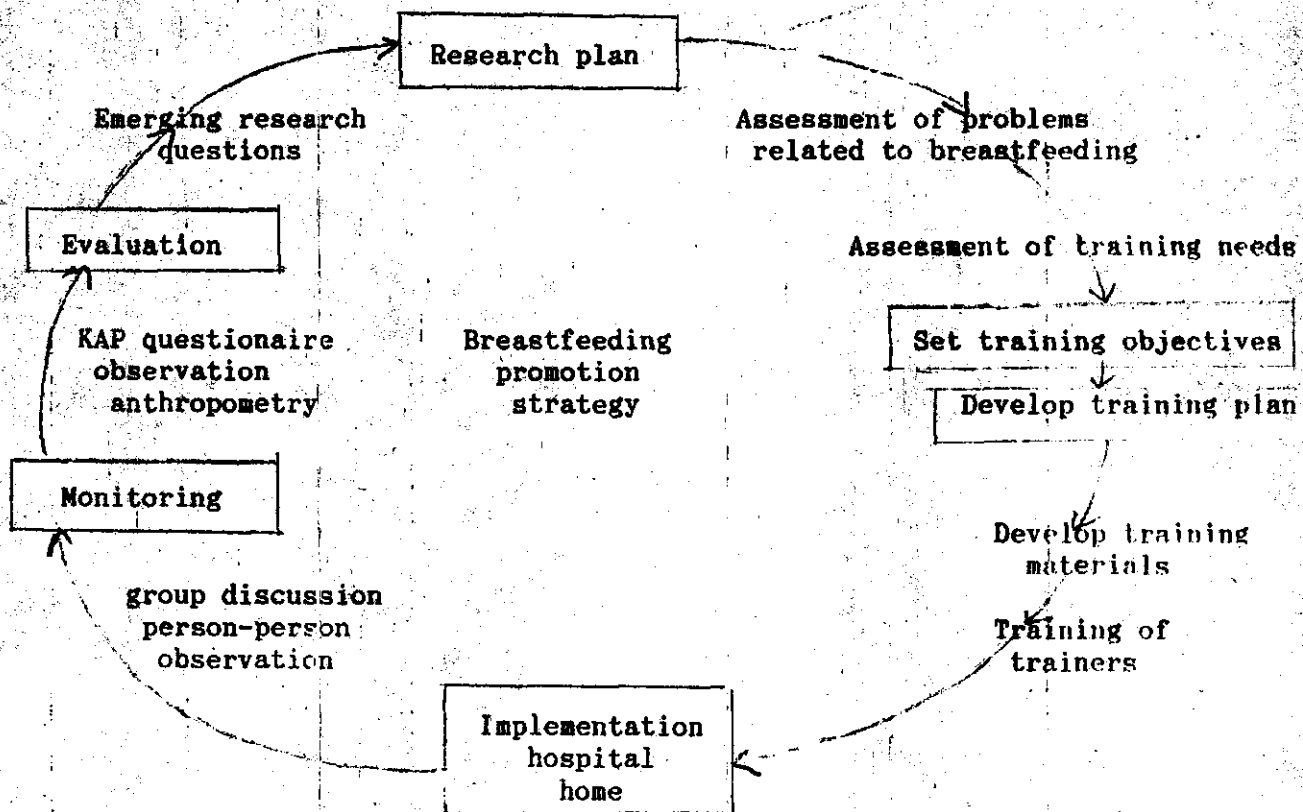 Research plan
Emerging research
questions
Assessment of problems
related to breastfeeding
Evaluation
Assessment of training needs
KAP questionaire
observation
anthropometry
Breastfeeding
promotion
strategy
Set training objectives
Develop training plan
Monitoring
Develop training
materials
group discussion
person-person
observation
Training of
trainers
Implementation
hospital
home